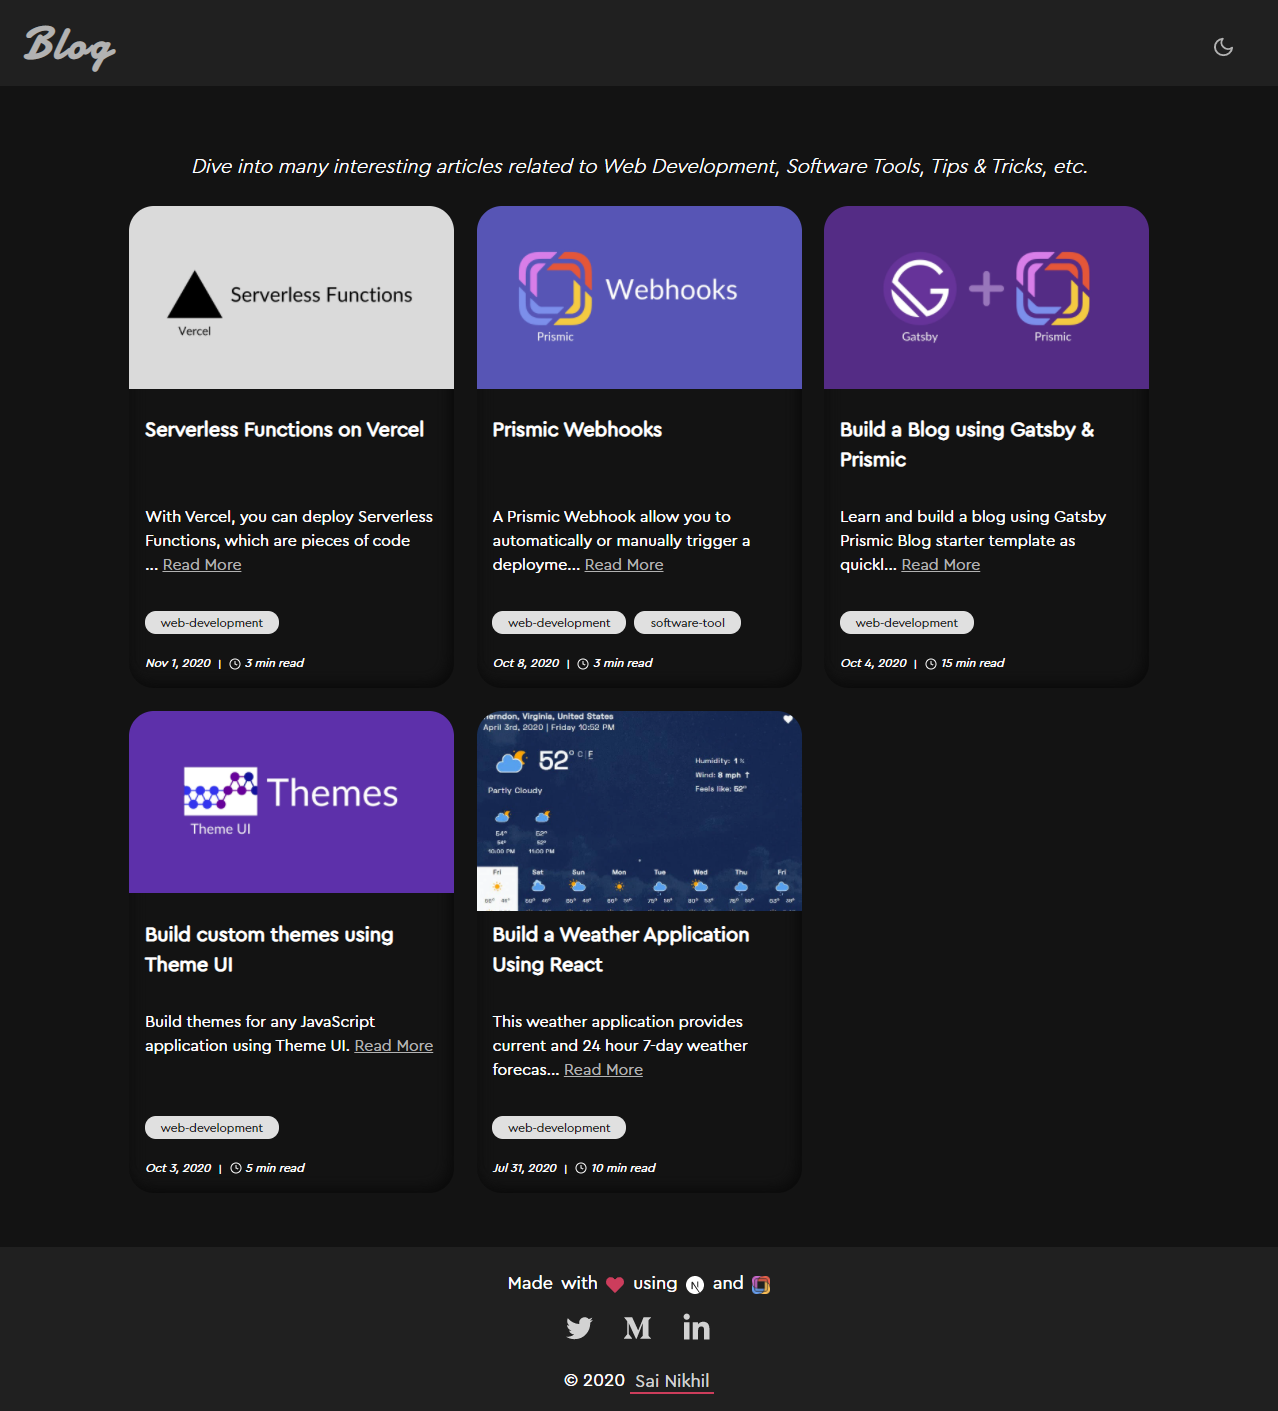 Blog
Dive into many interesting articles related to Web Development, Software Tools, Tips & Tricks, etc.
Serverless Functions
Vercel
Webhooks
Prismic
Gatsby
Prismic
Serverless Functions on Vercel
With Vercel, you can deploy Serverless
Functions, which are pieces of code
... Read More
web-development
Nov 1, 2020 | 3 min read
Prismic Webhooks
A Prismic Webhook allow you to
automatically or manually trigger a
deployme... Read More
web-development software-tool
Oct 8, 2020 | 3 min read
Build a Blog using Gatsby &
Prismic
Learn and build a blog using Gatsby
Prismic Blog starter template as
quickl... Read More
web-development
Oct 4, 2020 | 15 min read
Themes
Theme UI
Build custom themes using
Theme UI
Build themes for any JavaScript
application using Theme UI. Read More
web-development
Oct 3, 2020 | 5 min read
Virginia, United States
April 3rd, 2020 | Friday 10:52 PM
52° C|F
Partly Cloudy
Humidity: 1 %
Wind: 8 mph ↑
Feels like: 52°
54° 52°
54° 52°
10:00 PM 11:00 PM
Fri Sat Sun Mon Tue Wed Thu Fri
Build a Weather Application
Using React
This weather application provides
current and 24 hour 7-day weather
forecas... Read More
web-development
Jul 31, 2020 | 10 min read
Made with using N and
M in
© 2020 Sai Nikhil